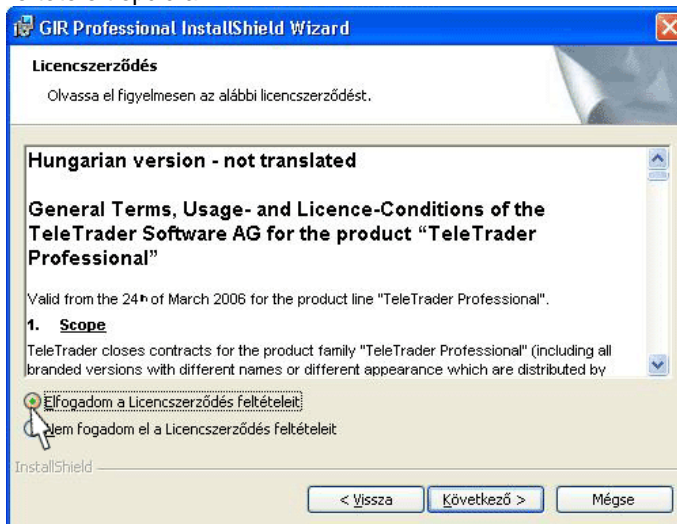 GIR Professional InstallShield Wizard
Licencszerződés
Olvassa el figyelmesen az alábbi licencszerződést.
Hungarian version - not translated
General Terms, Usage- and Licence-Conditions of the
TeleTrader Software AG for the product “TeleTrader
Professional”
Valid from the 24th of March 2006 for the product line "TeleTrader Professional".
1. Scope
TeleTrader closes contracts for the product family "TeleTrader Professional" (including all
branded versions with different names or different appearance which are distributed by
Elfogadom a Licencszerződés feltételeit
Nem fogadom el a Licencszerződés feltételeit
InstallShield
< Vissza
Következő >
Mégse